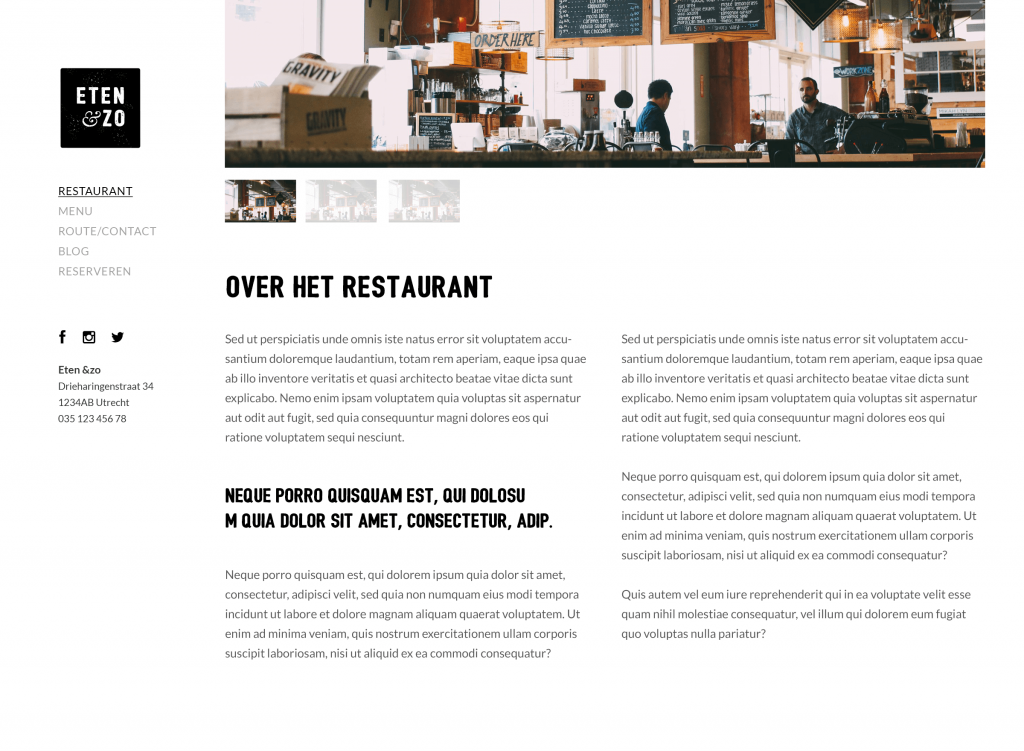 ORDER HERE
GRAVITY
GRAVITY
ETEN
&ZO
RESTAURANT
MENU
ROUTE/CONTACT
BLOG
RESERVEREN
Eten &zo
Drieharingenstraat 34
1234AB Utrecht
035 123 456 78
OVER HET RESTAURANT
Sed ut perspiciatis unde omnis iste natus error sit voluptatem accu-
santium doloremque laudantium, totam rem aperiam, eaque ipsa quae
ab illo inventore veritatis et quasi architecto beatae vitae dicta sunt
explicabo. Nemo enim ipsam voluptatem quia voluptas sit aspernatur
aut odit aut fugit, sed quia consequuntur magni dolores eos qui
ratione voluptatem sequi nesciunt.
NEQUE PORRO QUISQUAM EST, QUI DOLOSU
M QUIA DOLOR SIT AMET, CONSECTETUR, ADIP.
Neque porro quisquam est, qui dolorem ipsum quia dolor sit amet,
consectetur, adipisci velit, sed quia non numquam eius modi tempora
incidunt ut labore et dolore magnam aliquam quaerat voluptatem. Ut
enim ad minima veniam, quis nostrum exercitationem ullam corporis
suscipit laboriosam, nisi ut aliquid ex ea commodi consequatur?
Sed ut perspiciatis unde omnis iste natus error sit voluptatem accu-
santium doloremque laudantium, totam rem aperiam, eaque ipsa quae
ab illo inventore veritatis et quasi architecto beatae vitae dicta sunt
explicabo. Nemo enim ipsam voluptatem quia voluptas sit aspernatur
aut odit aut fugit, sed quia consequuntur magni dolores eos qui
ratione voluptatem sequi nesciunt.
Neque porro quisquam est, qui dolorem ipsum quia dolor sit amet,
consectetur, adipisci velit, sed quia non numquam eius modi tempora
incidunt ut labore et dolore magnam aliquam quaerat voluptatem. Ut
enim ad minima veniam, quis nostrum exercitationem ullam corporis
suscipit laboriosam, nisi ut aliquid ex ea commodi consequatur?
Quis autem vel eum iure reprehenderit qui in ea voluptate velit esse
quam nihil molestiae consequatur, vel illum qui dolorem eum fugiat
quo voluptas nulla pariatur?